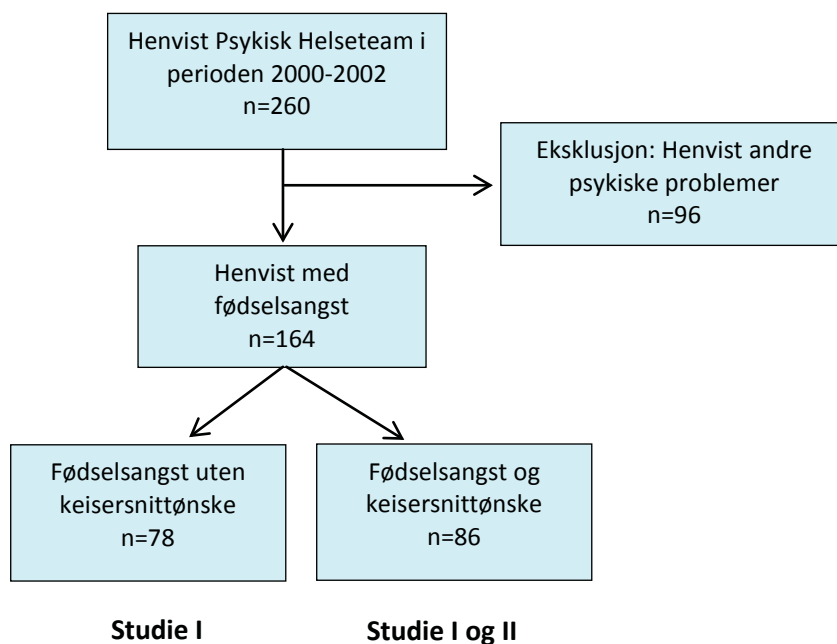 Henvist Psykisk Helseteam i
perioden 2000-2002
n=260
Eksklusjon: Henvist andre
psykiske problemer
n=96
Henvist med
fødselsangst
n=164
Fødselsangst uten
keisersnittønske
n=78
Fødselsangst og
keisersnittønske
n=86
Studie I
Studie I og II